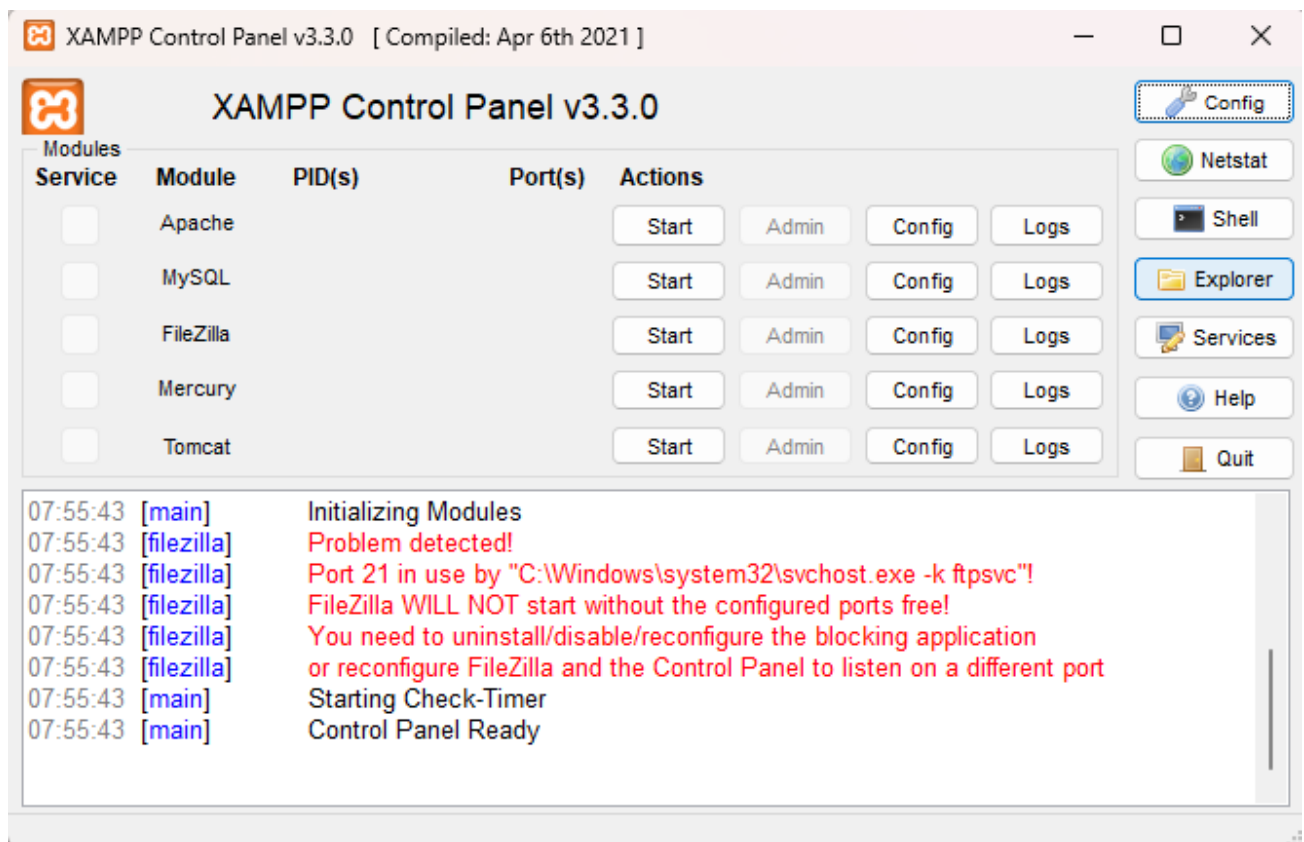 XAMPP Control Panel v3.3.0 [ Compiled: Apr 6th 2021 ]
XAMPP Control Panel v3.3.0
Config
Modules
Netstat
Service Module PID(s) Port(s) Actions
Apache Start Admin Config Logs
Shell
MySQL Start Admin Config Logs
Explorer
FileZilla Start Admin Config Logs
Services
Mercury Start Admin Config Logs
Help
Tomcat Start Admin Config Logs
Quit
07:55:43 [main] Initializing Modules
07:55:43 [filezilla] Problem detected!
07:55:43 [filezilla] Port 21 in use by "C:\Windows\system32\svchost.exe -k ftpsvc"!
07:55:43 [filezilla] FileZilla WILL NOT start without the configured ports free!
07:55:43 [filezilla] You need to uninstall/disable/reconfigure the blocking application
07:55:43 [filezilla] or reconfigure FileZilla and the Control Panel to listen on a different port
07:55:43 [main] Starting Check-Timer
07:55:43 [main] Control Panel Ready